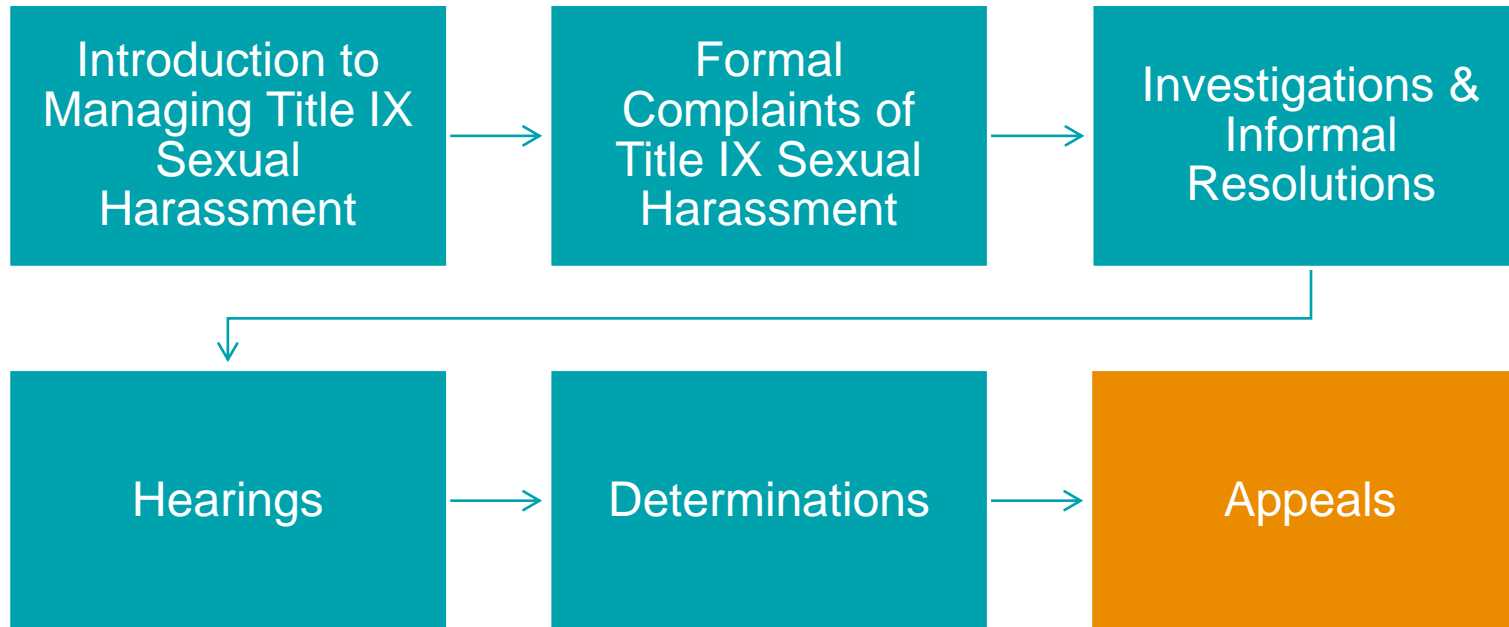 Introduction to
Managing Title IX
Sexual
Harassment
Formal
Complaints of
Title IX Sexual
Harassment
Investigations &
Informal
Resolutions
Hearings
Determinations
Appeals